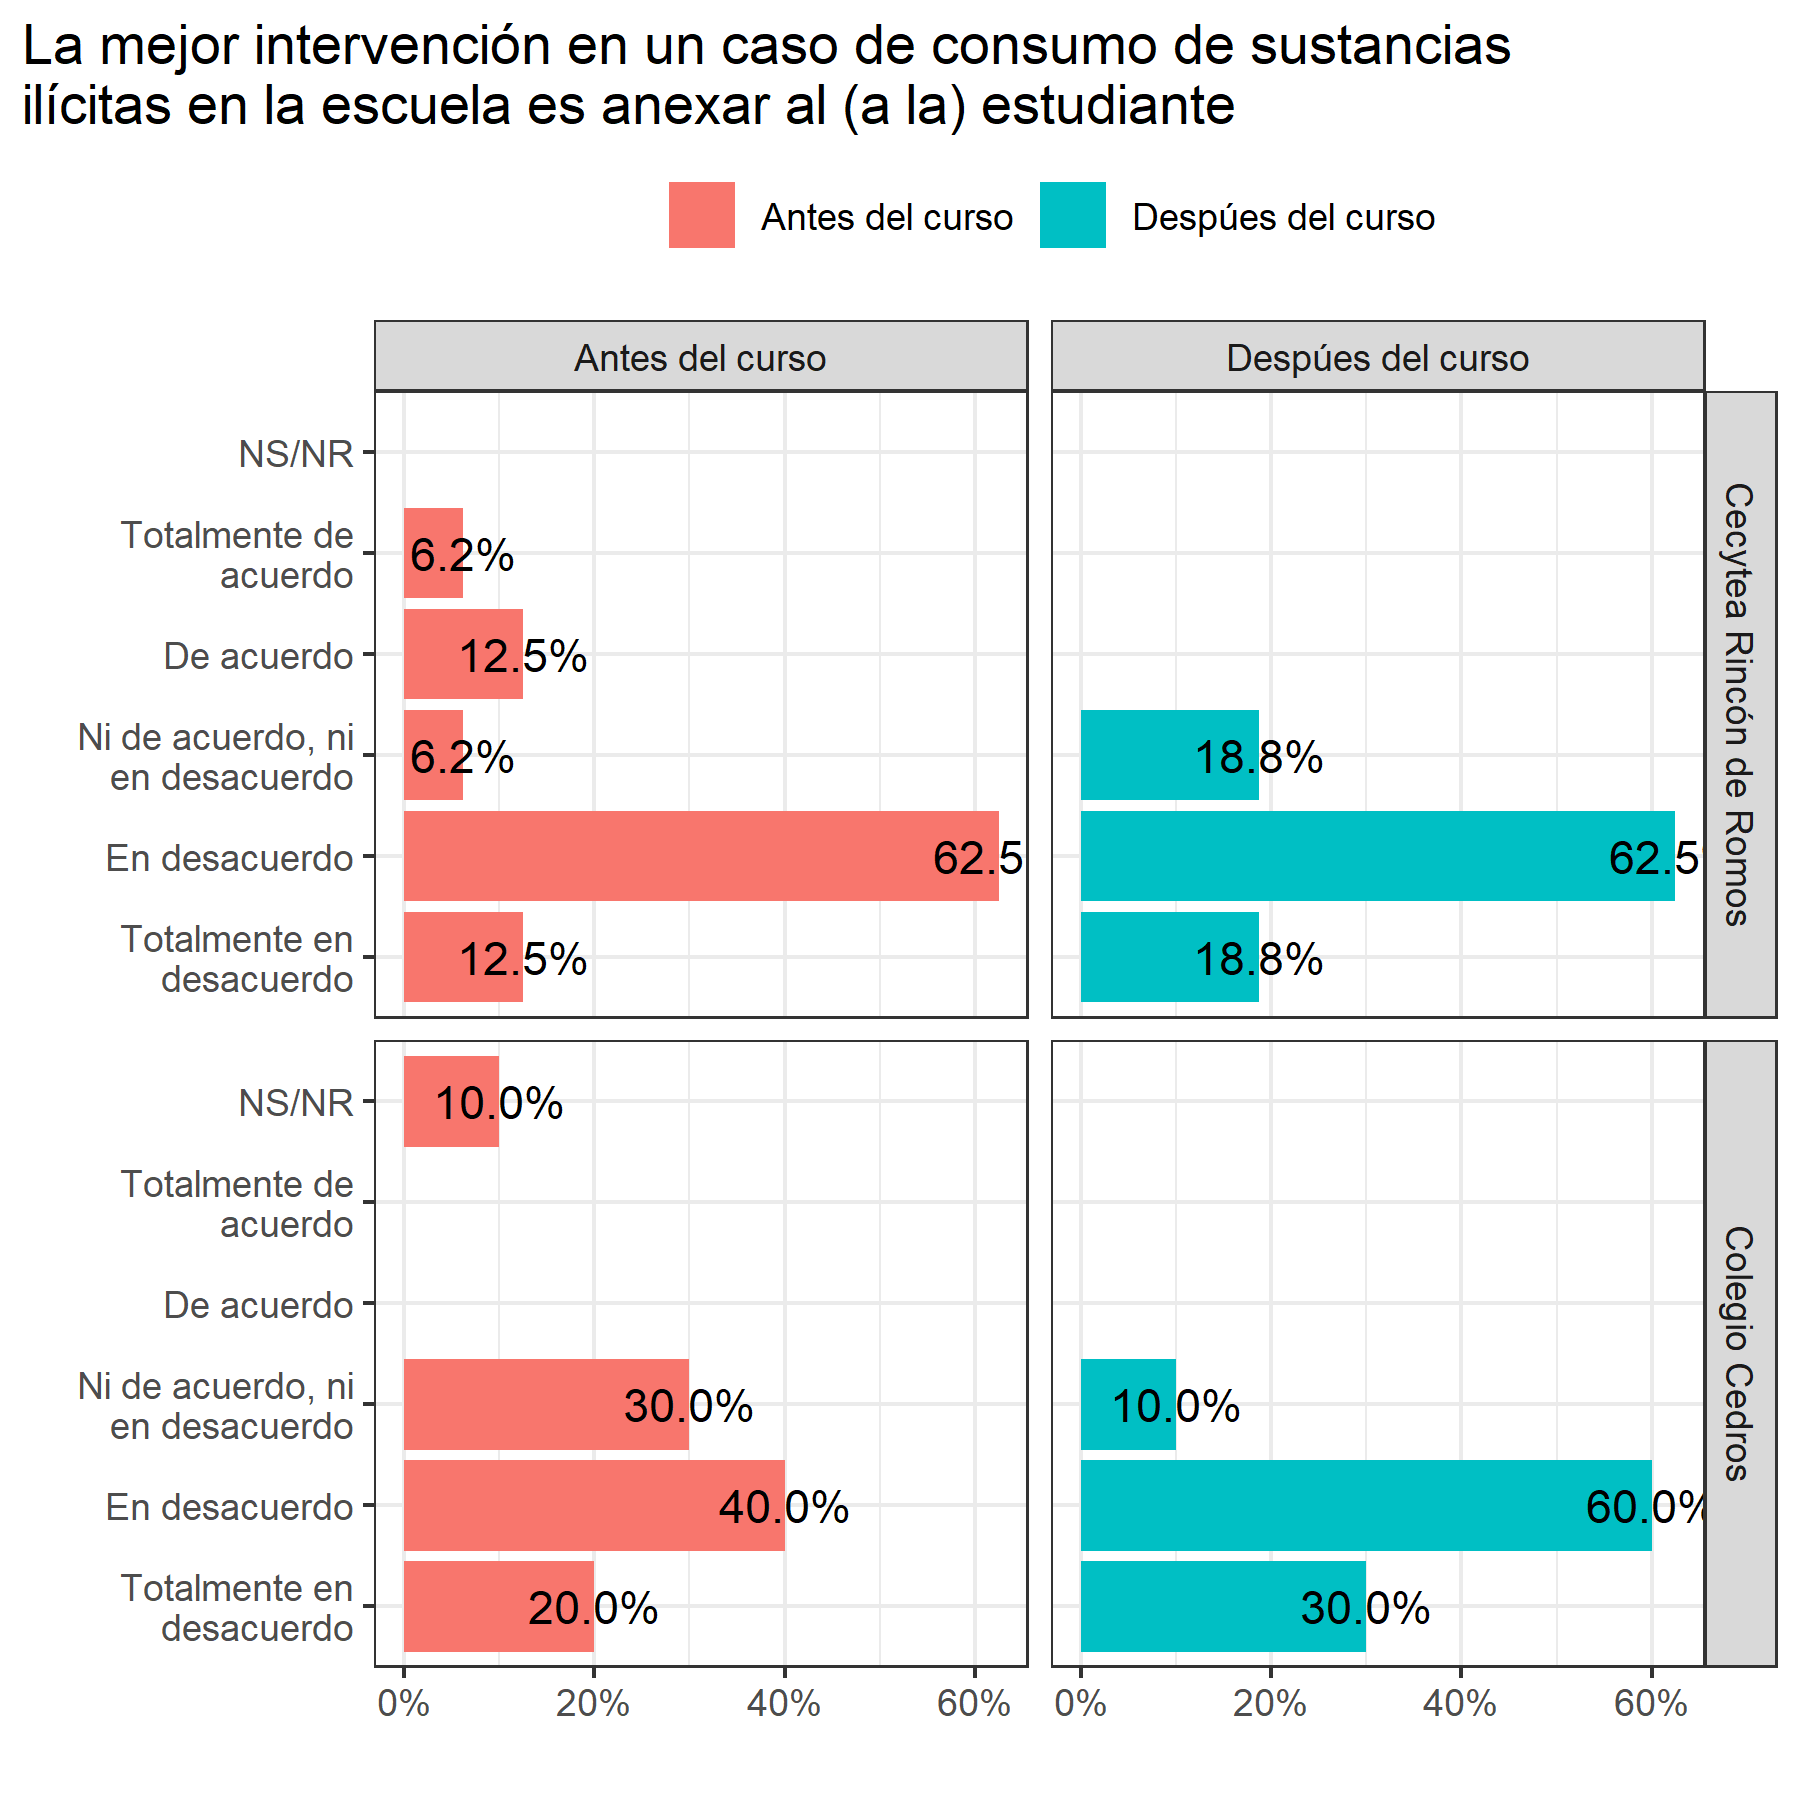 La mejor intervención en un caso de consumo de sustancias
ilícitas en la escuela es anexar al (a la) estudiante
Antes del curso
Despúes del curso
Antes del curso
Despúes del curso
NS/NR
Totalmente de
acuerdo
6.2%
De acuerdo
12.5%
Ni de acuerdo, ni
en desacuerdo
6.2%
18.8%
En desacuerdo
62.5
62.5
Totalmente en
desacuerdo
12.5%
18.8%
Cecytea Rincón de Romos
NS/NR
10.0%
Totalmente de
acuerdo
De acuerdo
Ni de acuerdo, ni
en desacuerdo
30.0%
10.0%
En desacuerdo
40.0%
60.0%
Totalmente en
desacuerdo
20.0%
30.0%
Colegio Cedros
0%
20%
40%
60%
0%
20%
40%
60%